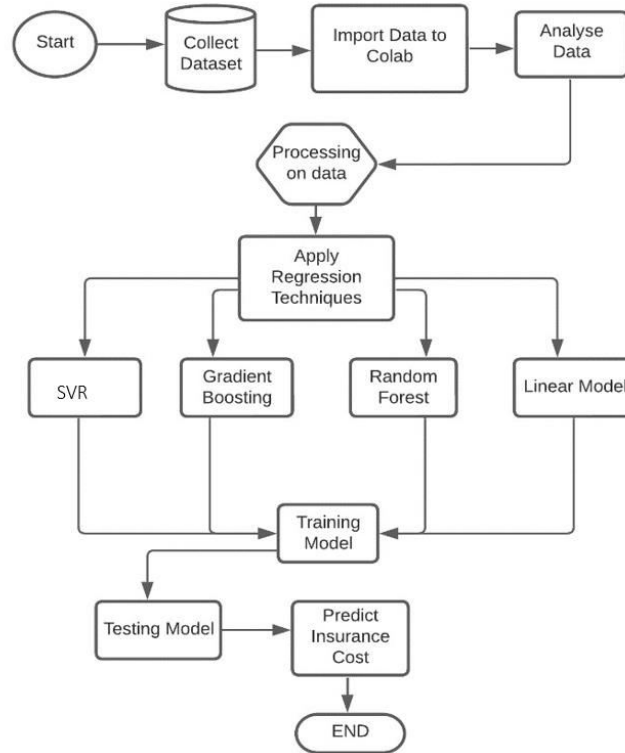 Start
Collect
Dataset
Import Data to
Colab
Analyse
Data
Processing
on data
Apply
Regression
Techniques
SVR
Gradient
Boosting
Random
Forest
Linear Model
Training
Model
Testing Model
Predict
Insurance
Cost
END